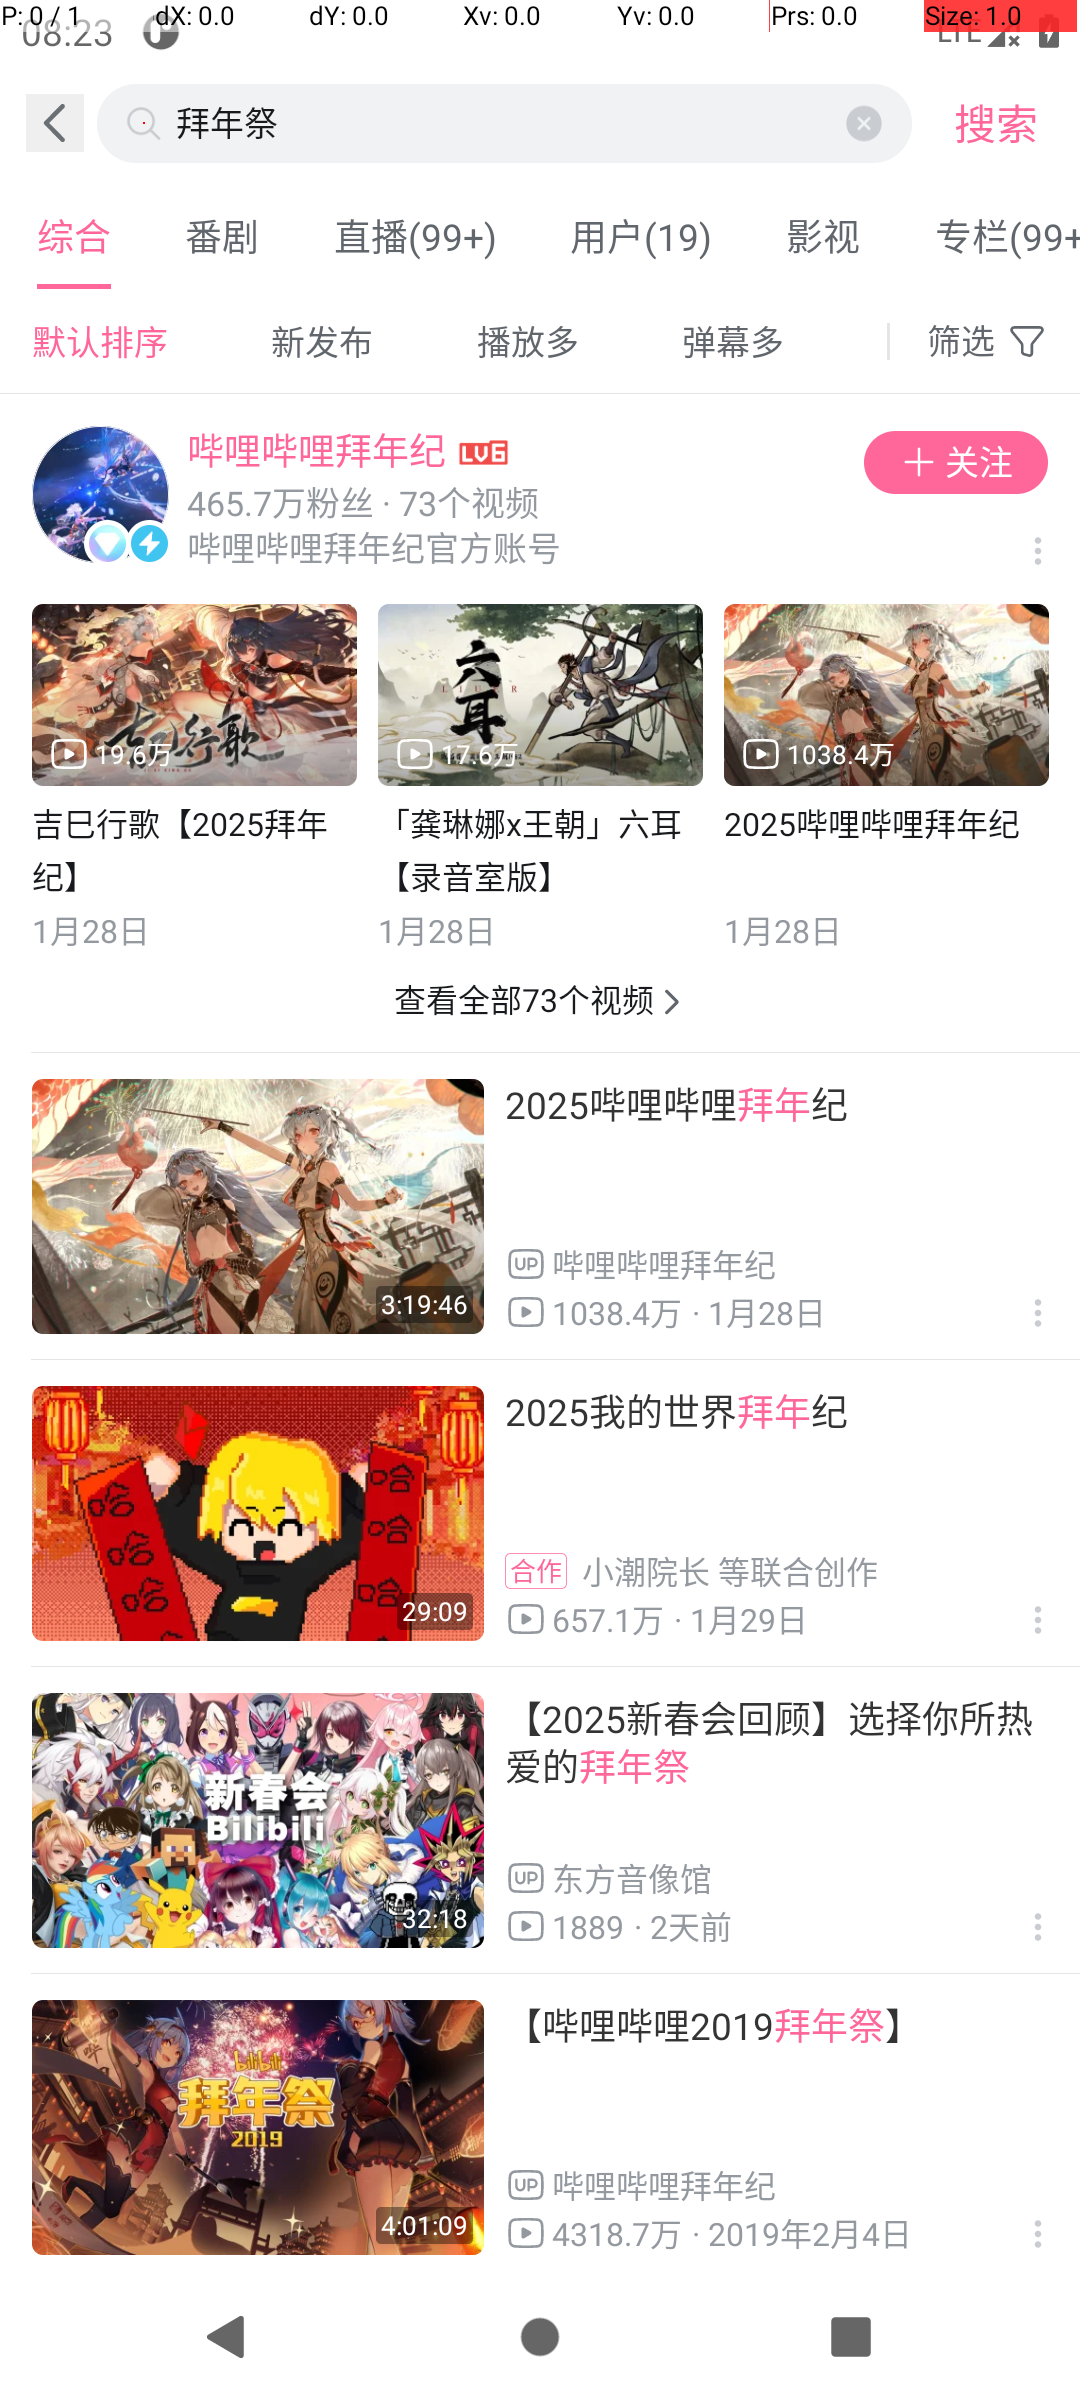 P: 0 / 1 dX: 0.0 dY: 0.0 Xv: 0.0 Yv: 0.0 Prs: 0.0 Size: 1.0
08:23 LTE
拜年祭 搜索
综合 番剧 直播(99+) 用户(19) 影视 专栏(99+
默认排序 新发布 播放多 弹幕多 筛选
哔哩哔哩拜年纪 LV6
465.7万粉丝 · 73个视频
哔哩哔哩拜年纪官方账号
+ 关注
吉巳行歌
六耳
19.6万 17.6万 1038.4万
吉巳行歌【2025拜年纪】
1月28日
「龚琳娜x王朝」六耳【录音室版】
1月28日
2025哔哩哔哩拜年纪
1月28日
查看全部73个视频
2025哔哩哔哩拜年纪
UP 哔哩哔哩拜年纪
1038.4万 · 1月28日
3:19:46
2025我的世界拜年纪
哈哈哈 哈哈哈
合作 小潮院长 等联合创作
657.1万 · 1月29日
29:09
【2025新春会回顾】选择你所热
爱的拜年祭
新春会
Bilibili
UP 东方音像馆
1889 · 2天前
32:18
【哔哩哔哩2019拜年祭】
bilibili
拜年祭
2019
UP 哔哩哔哩拜年纪
4318.7万 · 2019年2月4日
4:01:09